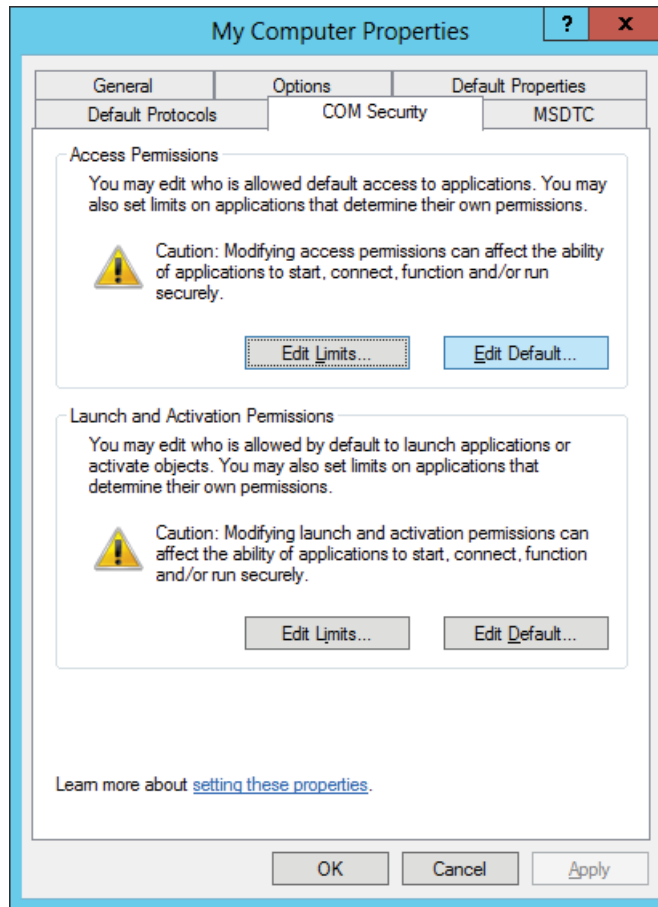 My Computer Properties
? x
General Options Default Properties
Default Protocols COM Security MSDTC
Access Permissions
You may edit who is allowed default access to applications. You may
also set limits on applications that determine their own permissions.
Caution: Modifying access permissions can affect the ability
of applications to start, connect, function and/or run
securely.
Edit Limits... Edit Default...
Launch and Activation Permissions
You may edit who is allowed by default to launch applications or
activate objects. You may also set limits on applications that
determine their own permissions.
Caution: Modifying launch and activation permissions can
affect the ability of applications to start, connect, function
and/or run securely.
Edit Limits... Edit Default...
Learn more about setting these properties.
OK Cancel Apply